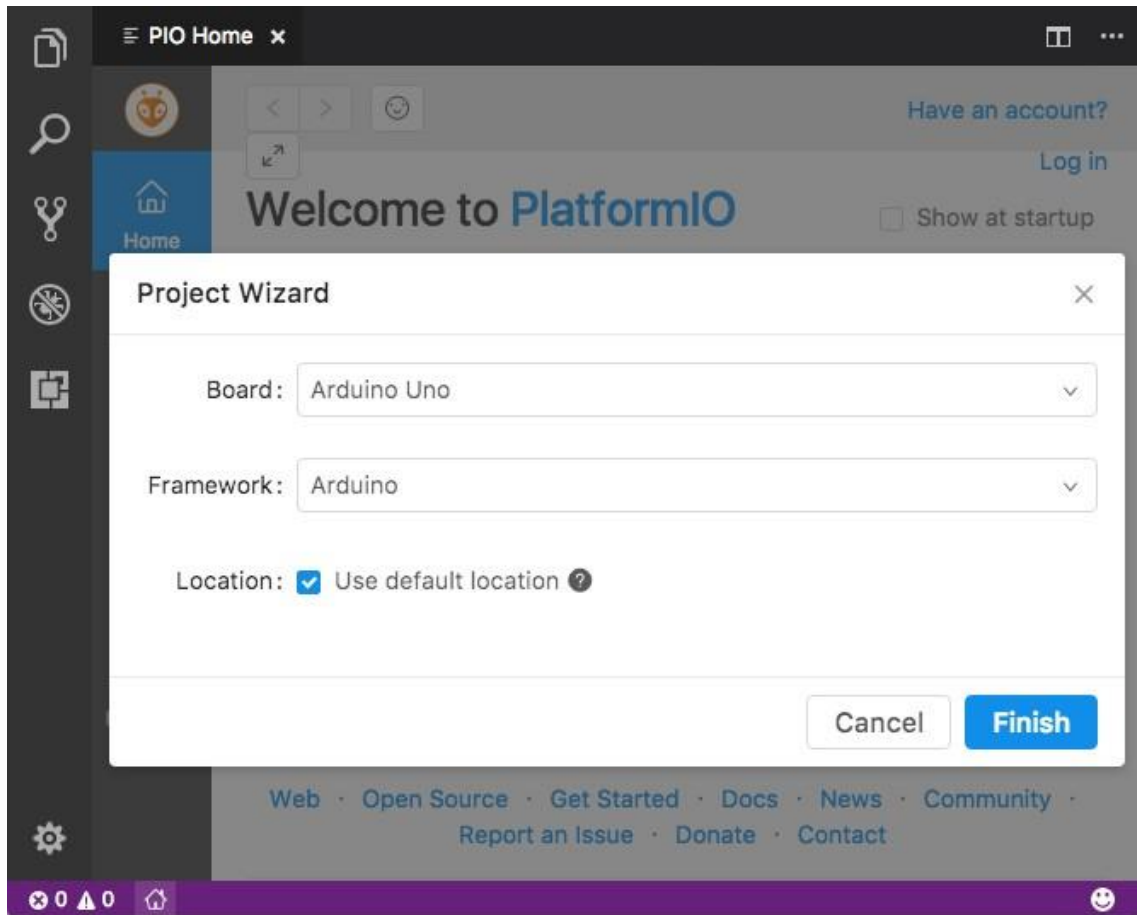 PIO Home
Have an account?
Log in
Welcome to PlatformIO
Show at startup
Home
Project Wizard
Board: Arduino Uno
Framework: Arduino
Location: Use default location ?
Cancel Finish
Web · Open Source · Get Started · Docs · News · Community ·
Report an Issue · Donate · Contact
0 0